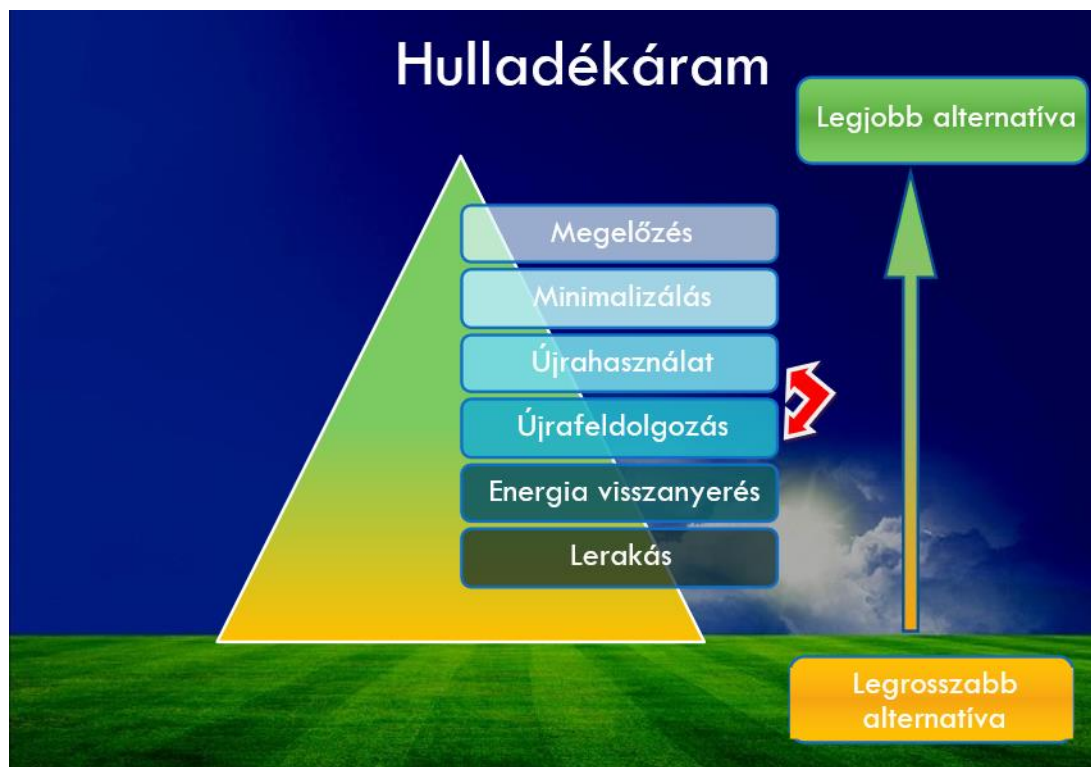 Hulladékáram
Legjobb alternatíva
Megelőzés
Minimalizálás
Újrahasználat
Újrafeldolgozás
Energia visszanyerés
Lerakás
Legrosszabb
alternatíva